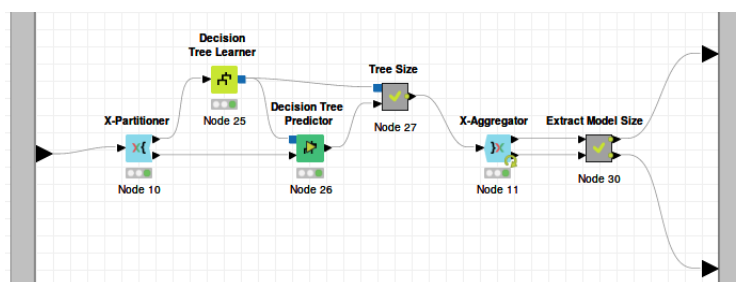 Decision
Tree Learner
Node 25
Tree Size
Node 27
Decision Tree
Predictor
Node 26
X-Partitioner
Node 10
X-Aggregator
Node 11
Extract Model Size
Node 30